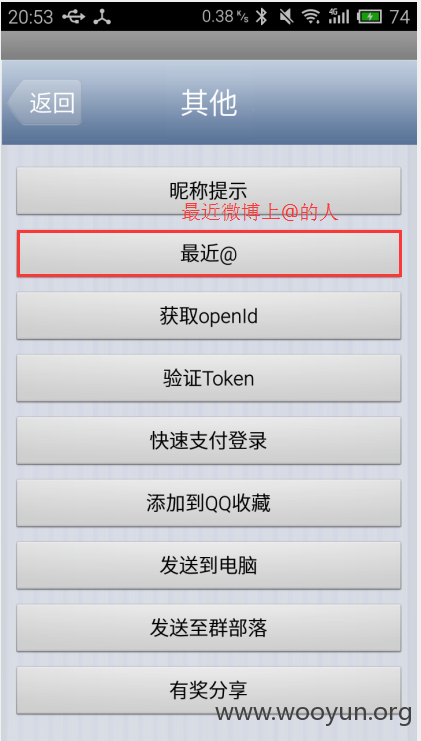 20:53 0.38 K/s 4G 74
返回 其他
昵称提示
最近微博上@的人
最近@
获取openId
验证Token
快速支付登录
添加到QQ收藏
发送到电脑
发送至群部落
有奖分享
www.wooyun.org